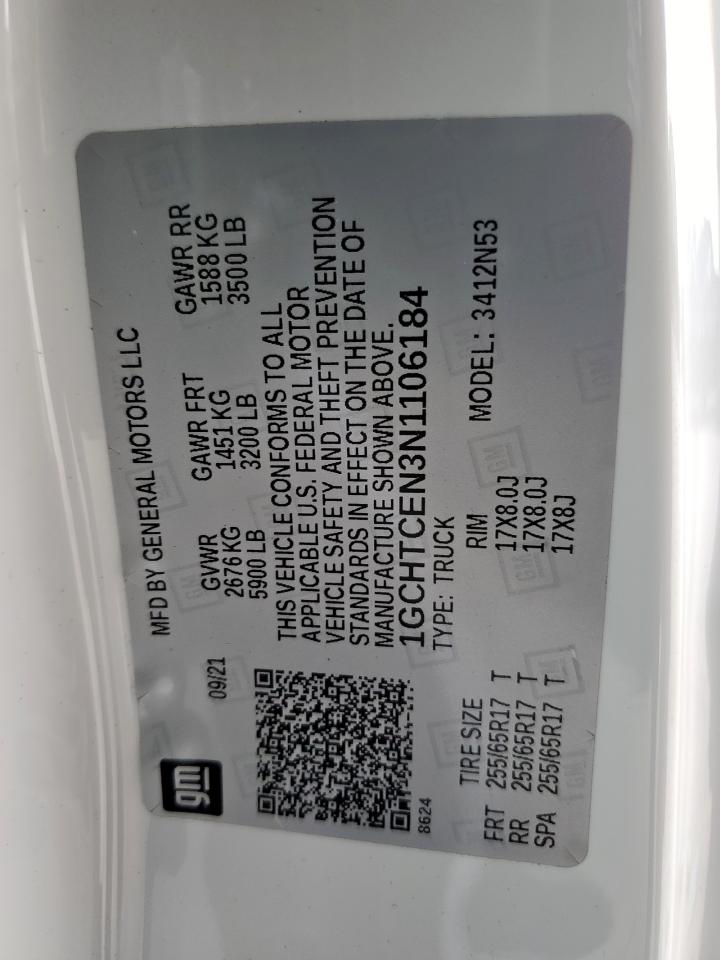 gm
09/21
MFD BY GENERAL MOTORS LLC
GVWR GAWR FRT GAWR RR
2676 KG 1451 KG 1588 KG
5900 LB 3200 LB 3500 LB
THIS VEHICLE CONFORMS TO ALL
APPLICABLE U.S. FEDERAL MOTOR
VEHICLE SAFETY AND THEFT PREVENTION
STANDARDS IN EFFECT ON THE DATE OF
MANUFACTURE SHOWN ABOVE.
1GCHTCEN3N1106184
8624
TYPE: TRUCK
TIRE SIZE RIM MODEL: 3412N53
FRT 255/65R17 T 17X8.0J
RR 255/65R17 T 17X8.0J
SPA 255/65R17 T 17X8J